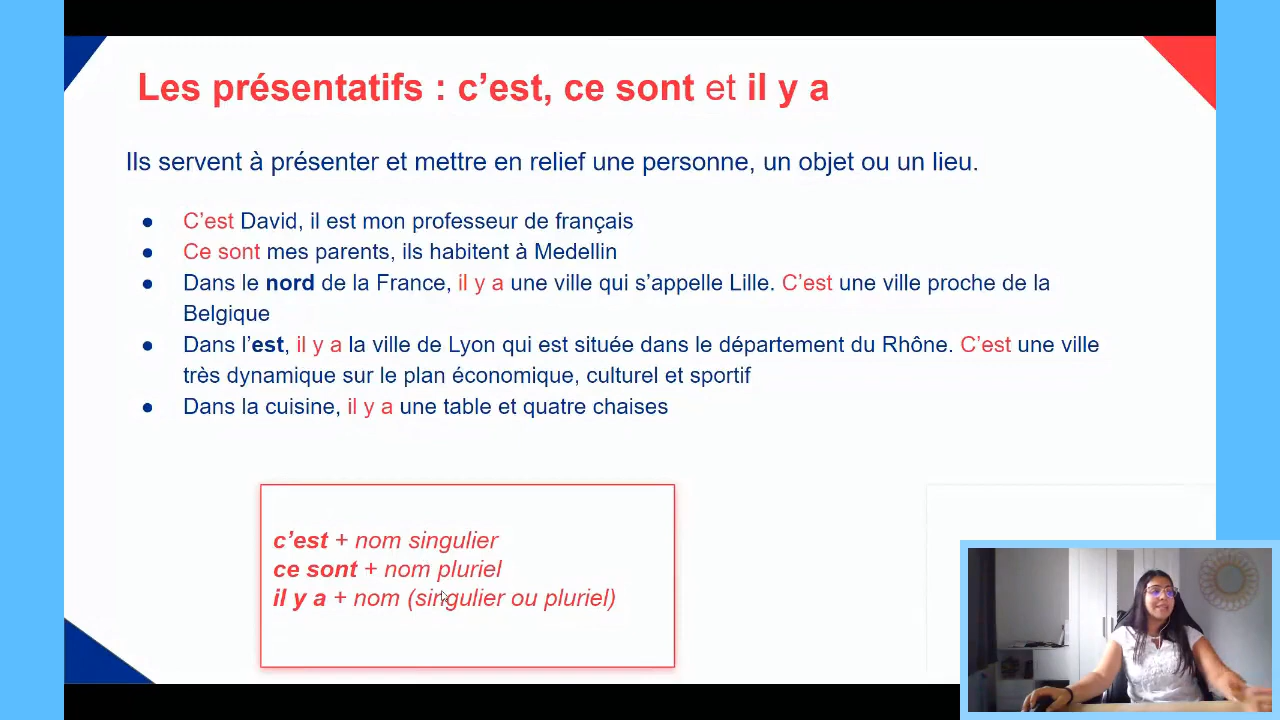 Les présentatifs : c’est, ce sont et il y a
Ils servent à présenter et mettre en relief une personne, un objet ou un lieu.
● C’est David, il est mon professeur de français
● Ce sont mes parents, ils habitent à Medellin
● Dans le nord de la France, il y a une ville qui s’appelle Lille. C’est une ville proche de la
Belgique
● Dans l’est, il y a la ville de Lyon qui est située dans le département du Rhône. C’est une ville
très dynamique sur le plan économique, culturel et sportif
● Dans la cuisine, il y a une table et quatre chaises
c’est + nom singulier
ce sont + nom pluriel
il y a + nom (singulier ou pluriel)